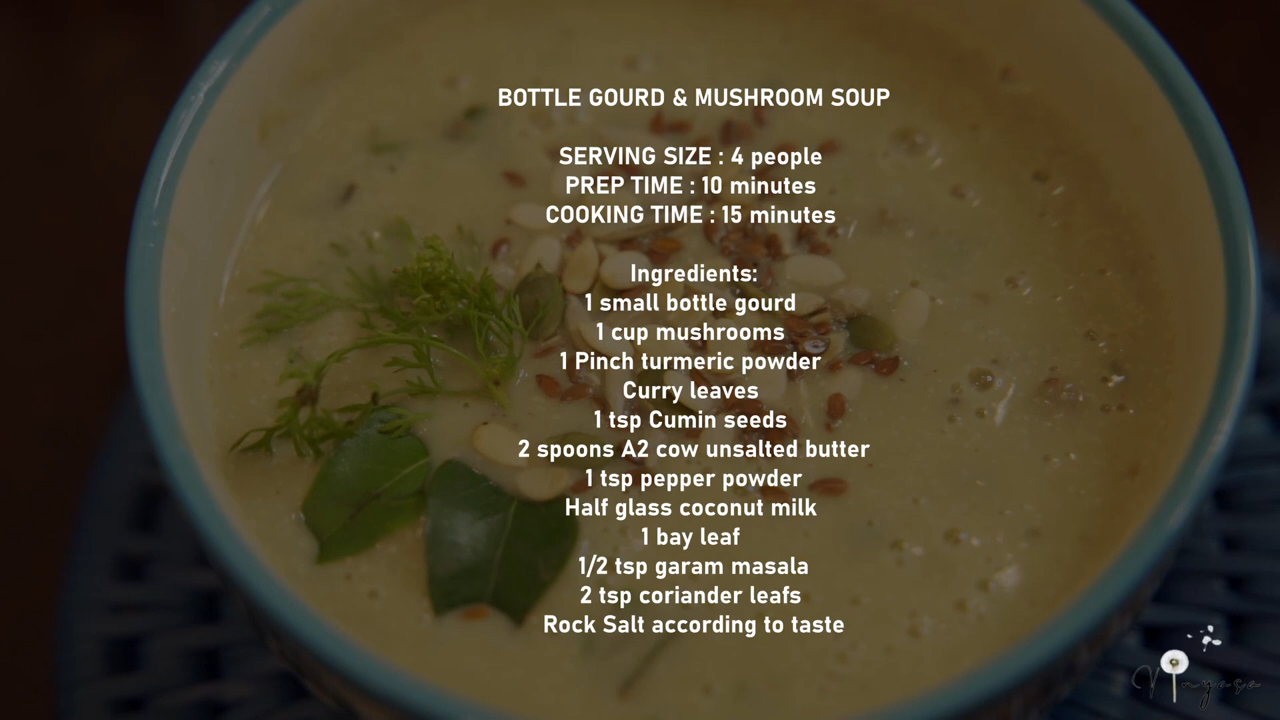 BOTTLE GOURD & MUSHROOM SOUP
SERVING SIZE : 4 people
PREP TIME : 10 minutes
COOKING TIME : 15 minutes
Ingredients:
1 small bottle gourd
1 cup mushrooms
1 Pinch turmeric powder
Curry leaves
1 tsp Cumin seeds
2 spoons A2 cow unsalted butter
1 tsp pepper powder
Half glass coconut milk
1 bay leaf
1/2 tsp garam masala
2 tsp coriander leafs
Rock Salt according to taste